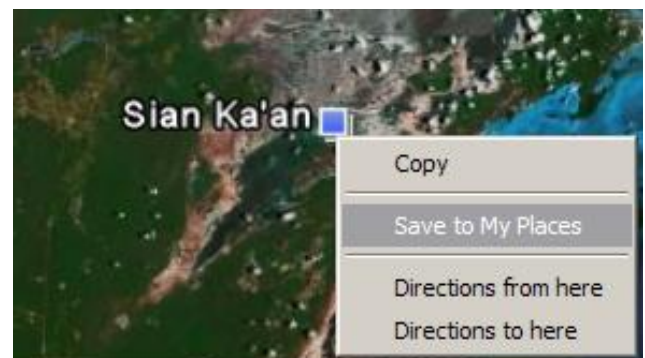 Sian Ka'an
Copy
Save to My Places
Directions from here
Directions to here